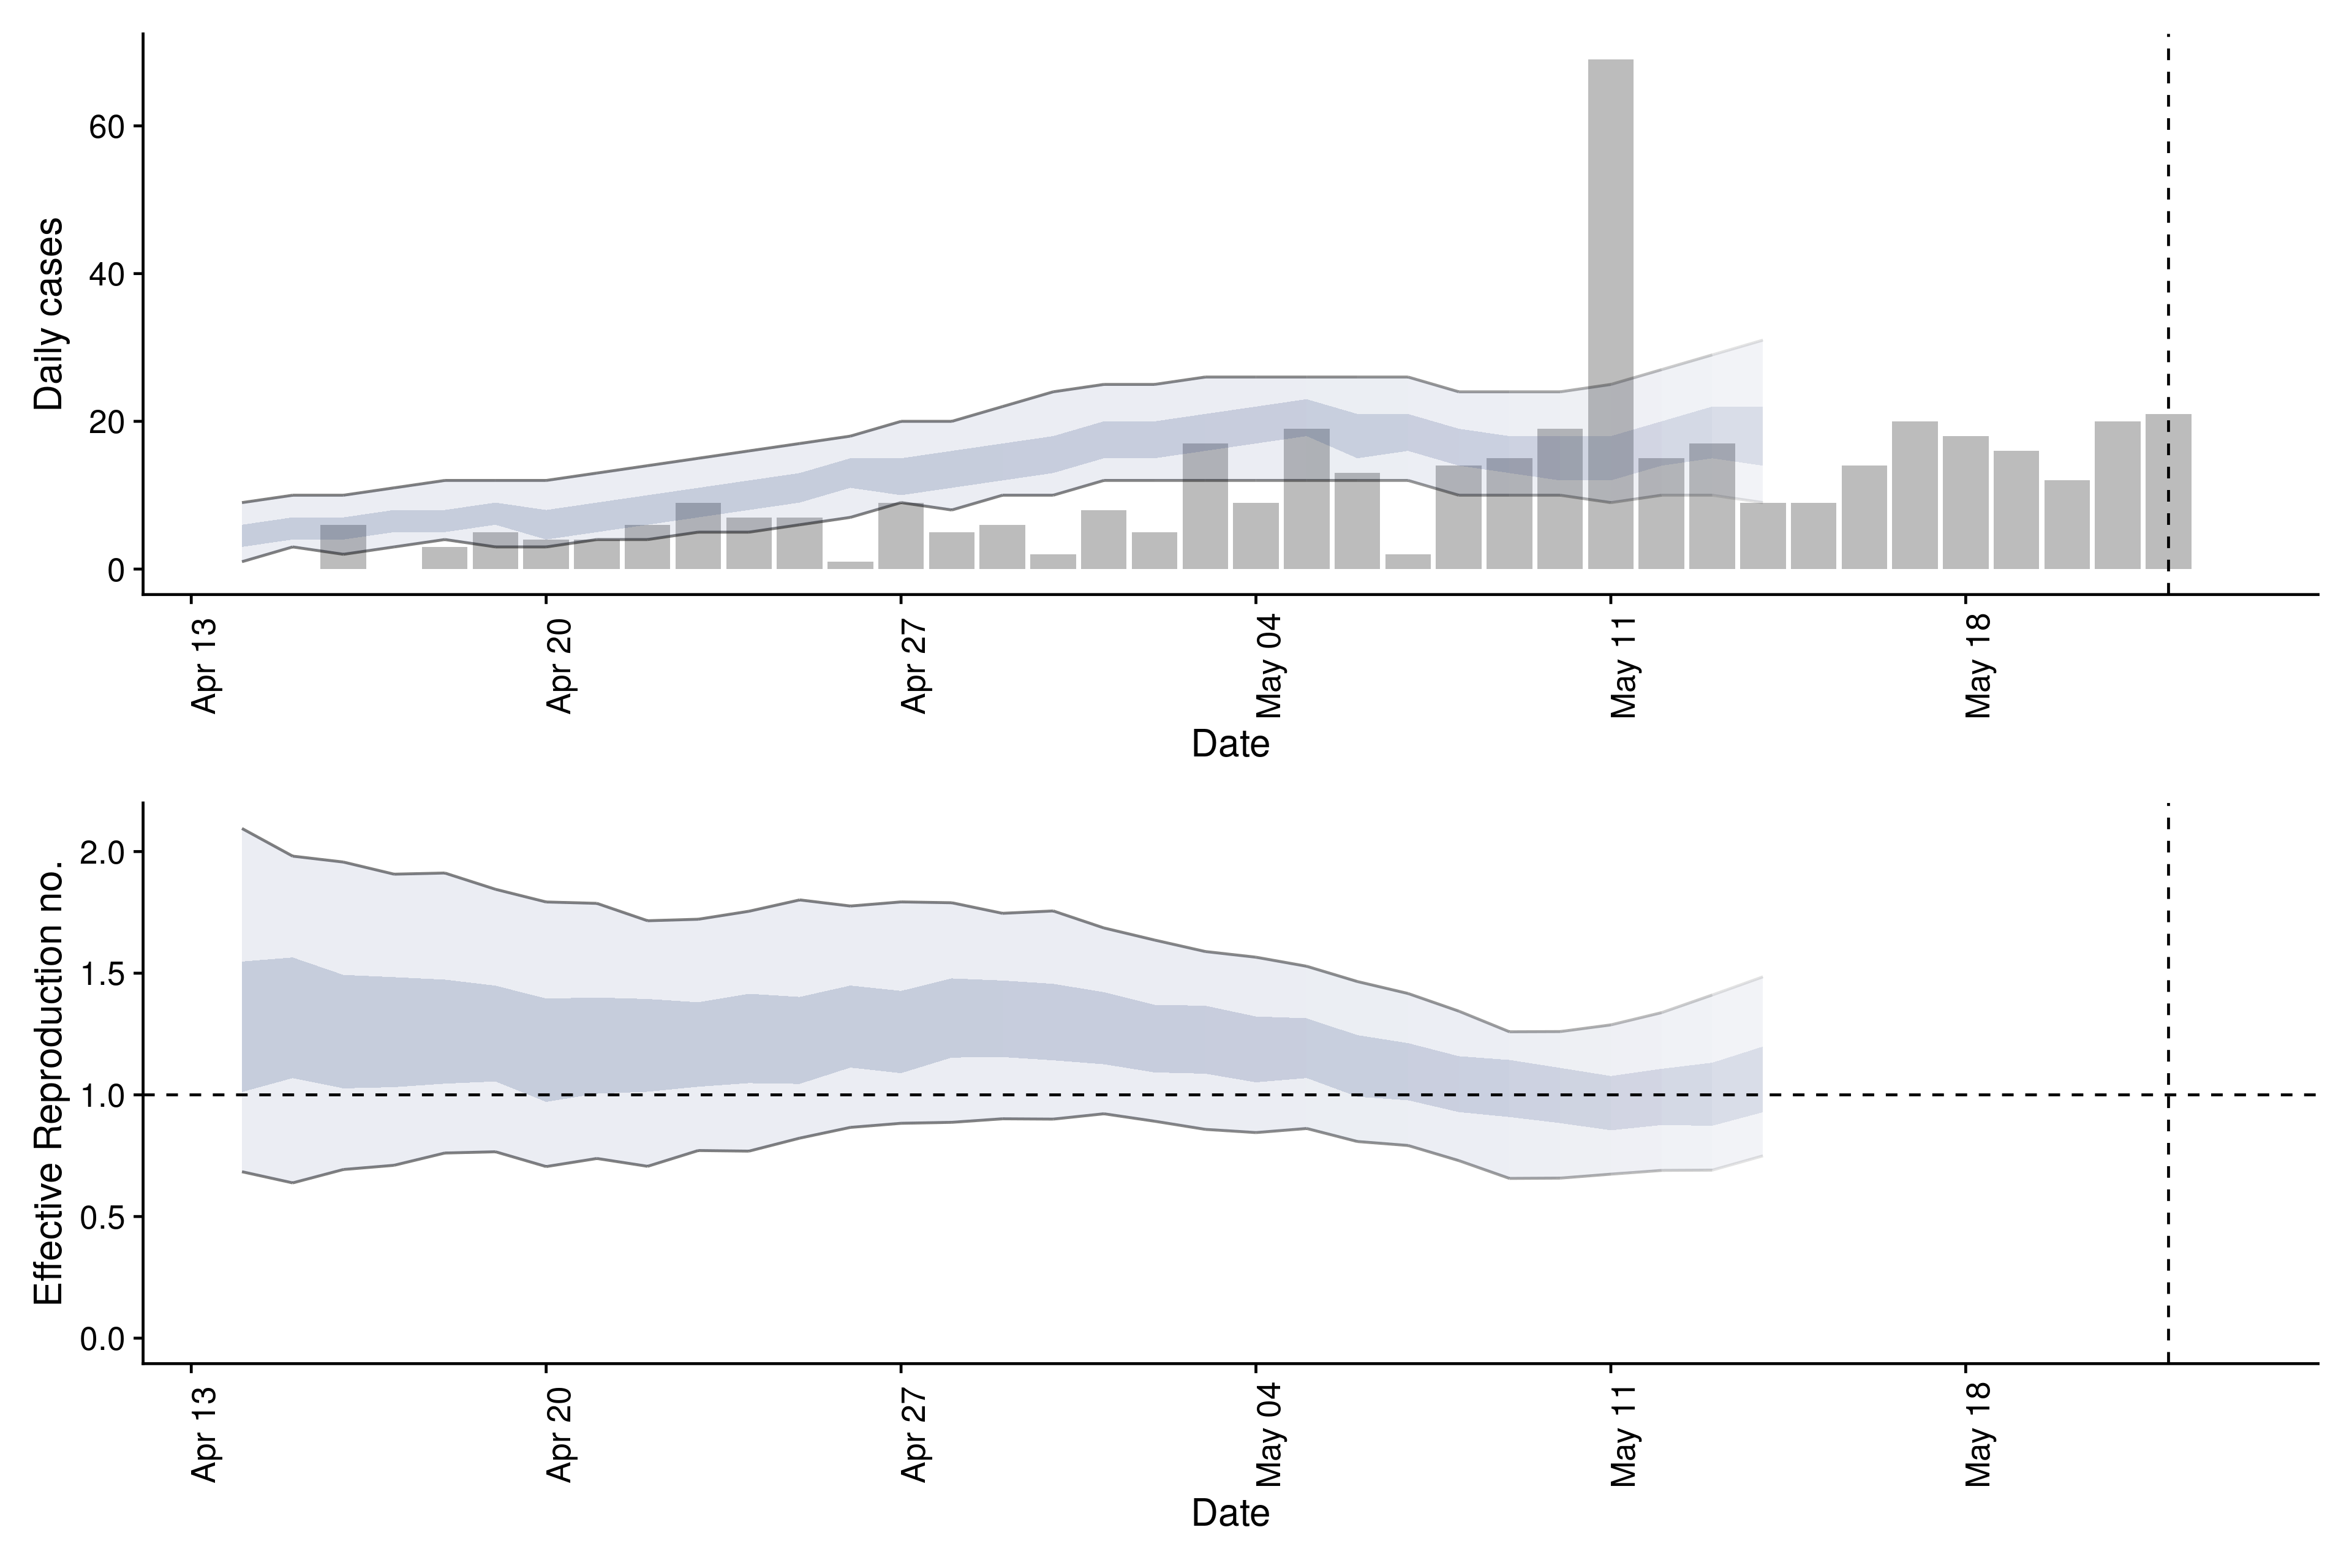 Daily cases
60
40
20
0
Apr 13
Apr 20
Apr 27
May 04
May 11
May 18
Date
Effective Reproduction no.
2.0
1.5
1.0
0.5
0.0
Apr 13
Apr 20
Apr 27
May 04
May 11
May 18
Date